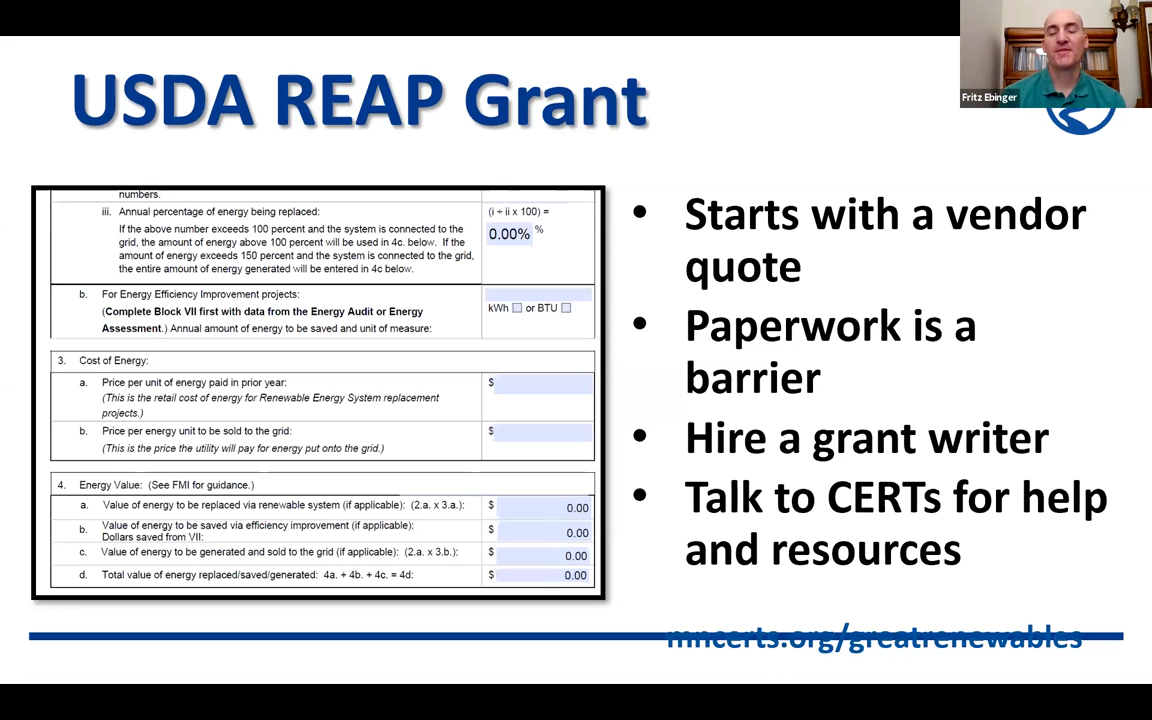 USDA REAP Grant
Fritz Ebinger
numbers.
iii. Annual percentage of energy being replaced:
(i ÷ ii x 100) =
If the above number exceeds 100 percent and the system is connected to the
grid, the amount of energy above 100 percent will be used in 4c. below. If the
amount of energy exceeds 150 percent and the system is connected to the grid,
the entire amount of energy generated will be entered in 4c below.
0.00% %
b. For Energy Efficiency Improvement projects:
(Complete Block VII first with data from the Energy Audit or Energy
Assessment.) Annual amount of energy to be saved and unit of measure:
kWh or BTU
3. Cost of Energy:
a. Price per unit of energy paid in prior year: $
(This is the retail cost of energy for Renewable Energy System replacement
projects.)
b. Price per energy unit to be sold to the grid: $
(This is the price the utility will pay for energy put onto the grid.)
4. Energy Value: (See FMI for guidance.)
a. Value of energy to be replaced via renewable system (if applicable): (2.a. x 3.a.): $ 0.00
b. Value of energy to be saved via efficiency improvement (if applicable): $ 0.00
Dollars saved from VII:
c. Value of energy to be generated and sold to the grid (if applicable): (2.a. x 3.b.): $ 0.00
d. Total value of energy replaced/saved/generated: 4a. + 4b. + 4c. = 4d: $ 0.00
• Starts with a vendor
quote
• Paperwork is a
barrier
• Hire a grant writer
• Talk to CERTs for help
and resources
mncerts.org/greatrenewables